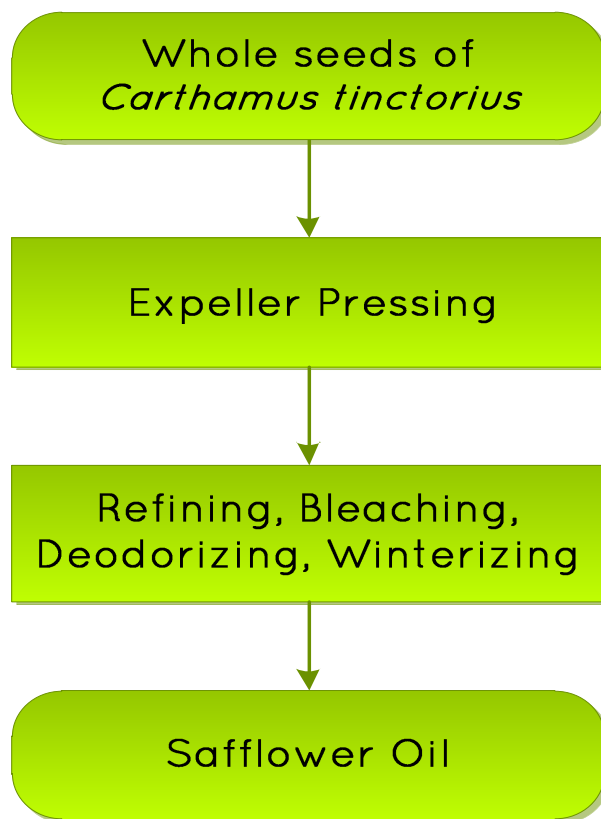 Whole seeds of
Carthamus tinctorius
Expeller Pressing
Refining, Bleaching,
Deodorizing, Winterizing
Safflower Oil